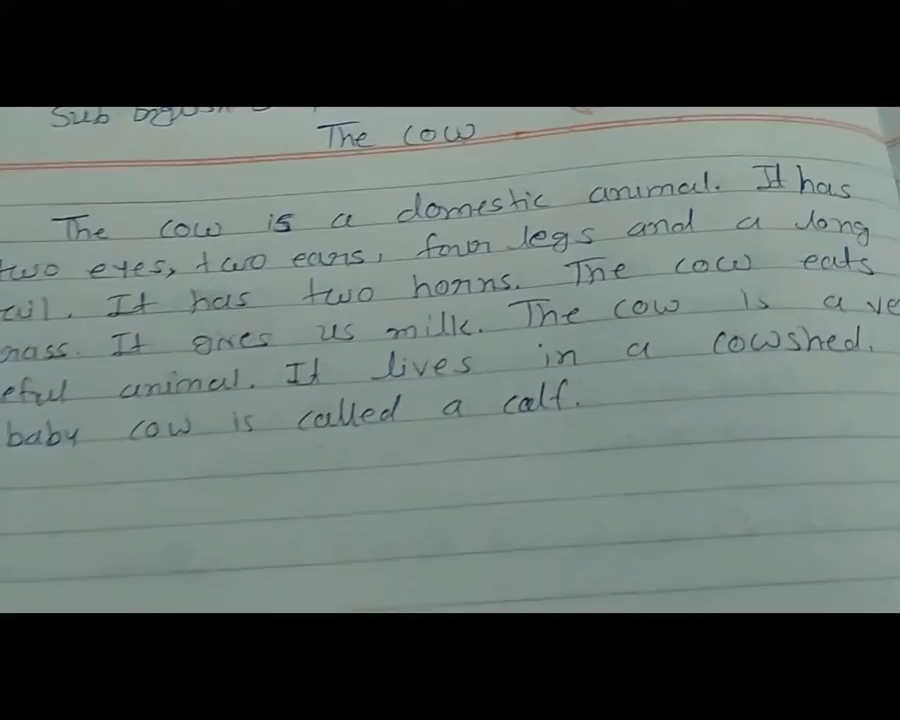 Sub
The cow
The cow is a domestic animal. It has
two eyes, two ears, four legs and a long
tail. It has two horns. The cow eats
It gives us milk. The cow is a
animal. It lives in a cowshed.
baby cow is called a calf.